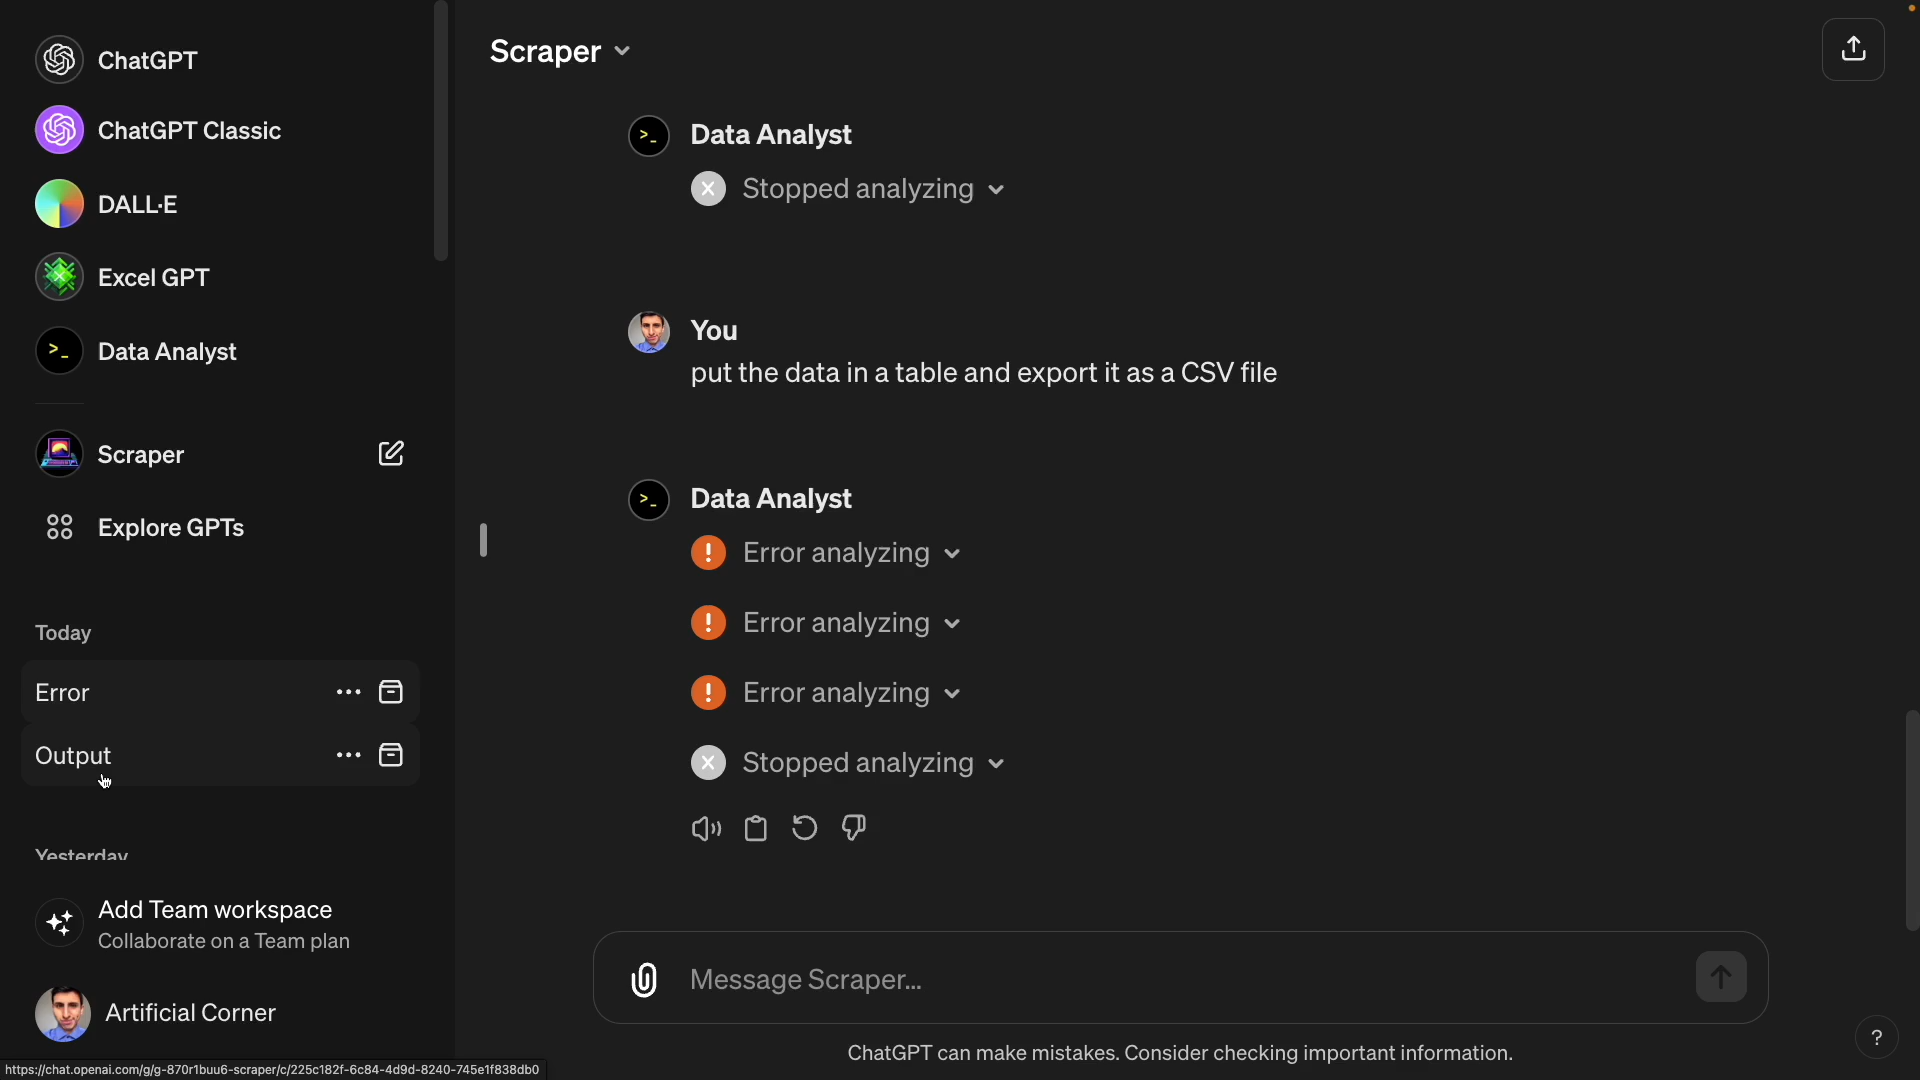 ChatGPT
ChatGPT Classic
DALL·E
Excel GPT
>_ Data Analyst
Scraper
Explore GPTs
Today
Error
Output
Yesterday
Add Team workspace
Collaborate on a Team plan
Artificial Corner
https://chat.openai.com/g/g-870r1buu6-scraper/c/225c182f-6c84-4d9d-8240-745e1f838db0
Scraper
>_ Data Analyst
Stopped analyzing
You
put the data in a table and export it as a CSV file
>_ Data Analyst
! Error analyzing
! Error analyzing
! Error analyzing
Stopped analyzing
Message Scraper...
ChatGPT can make mistakes. Consider checking important information.
?